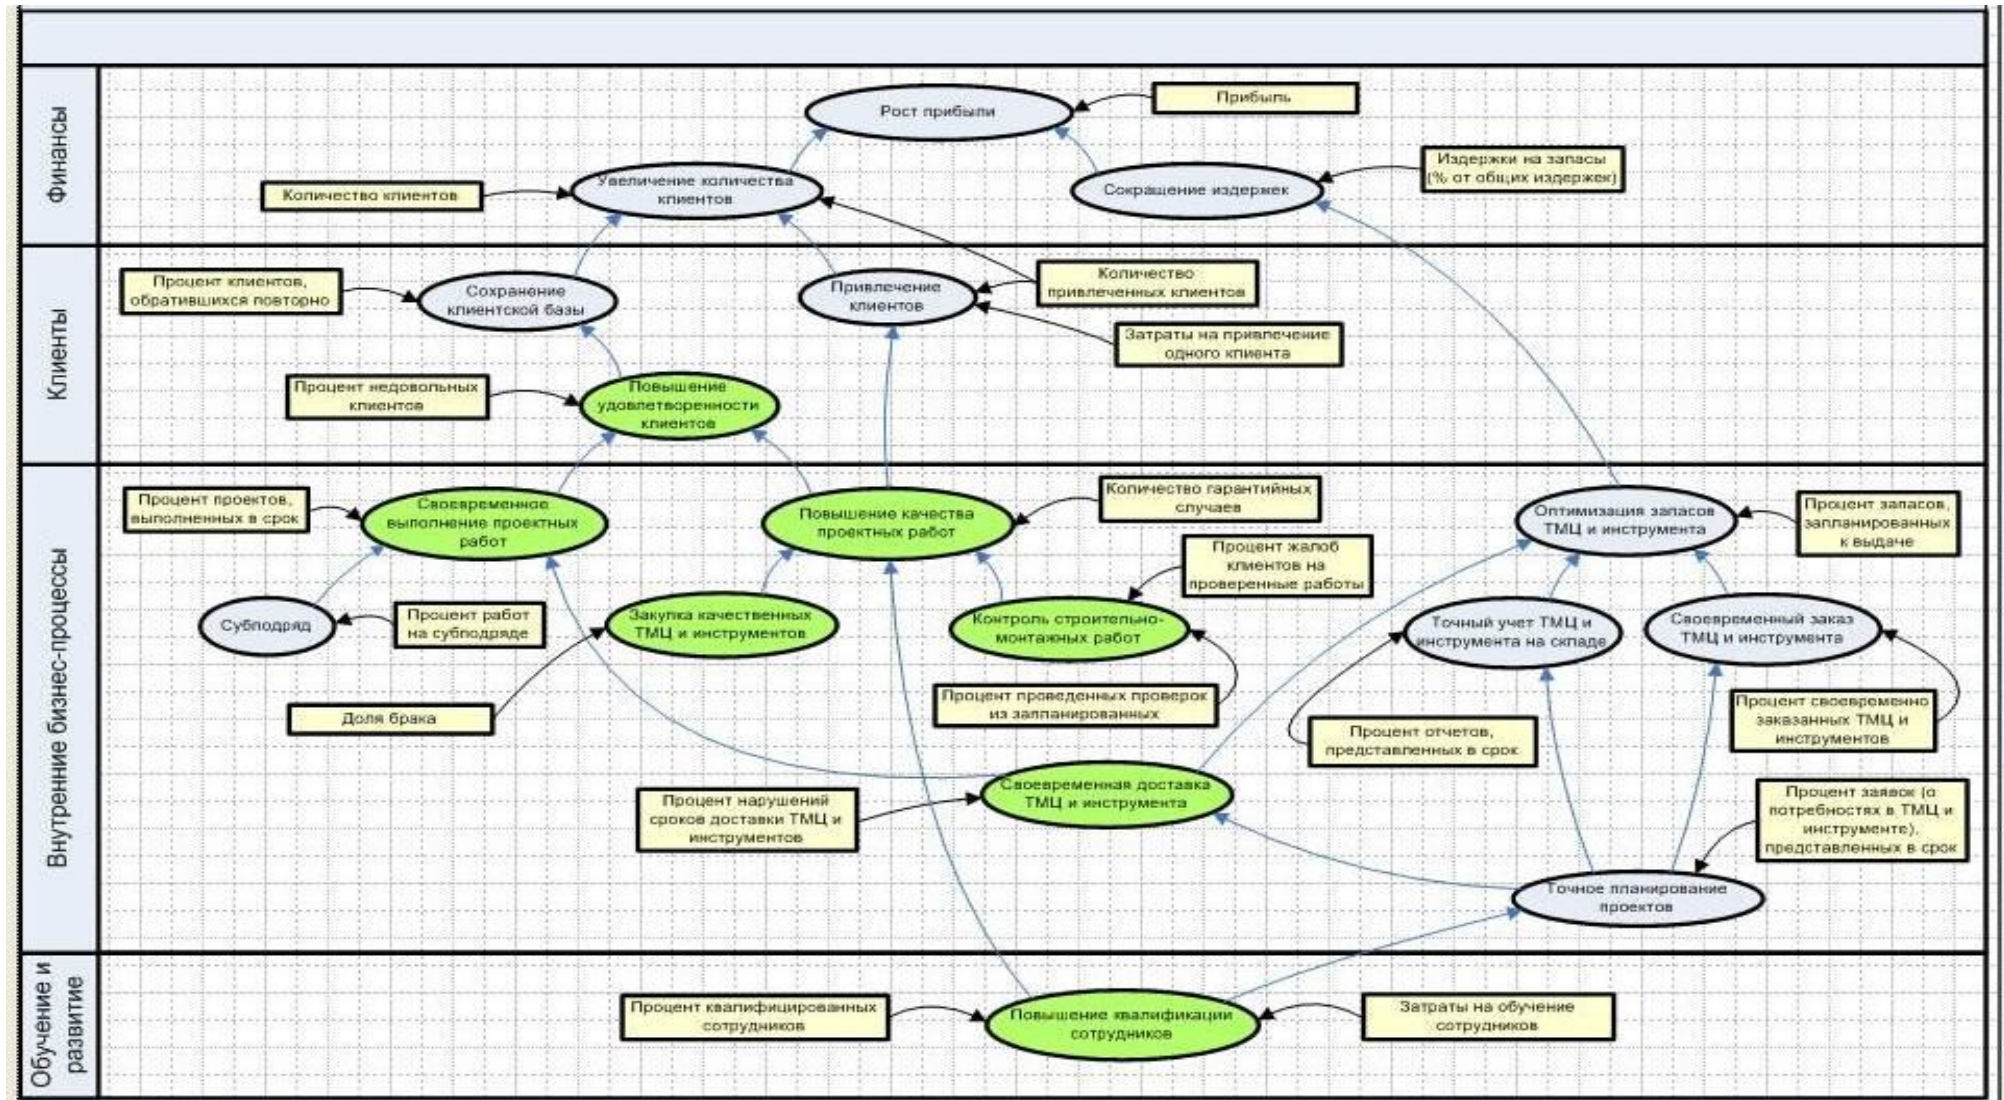 Финансы
Рост прибыли
Прибыль
Количество клиентов
Увеличение количества
клиентов
Сокращение издержек
Издержки на запасы
(% от общих издержек)
Клиенты
Процент клиентов,
обратившихся повторно
Сохранение
клиентской базы
Привлечение
клиентов
Количество
привлеченных клиентов
Затраты на привлечение
одного клиента
Процент недовольных
клиентов
Повышение
удовлетворенности
клиентов
Внутренние бизнес-процессы
Процент проектов,
выполненных в срок
Своевременное
выполнение проектных
работ
Повышение качества
проектных работ
Количество гарантийных
случаев
Процент жалоб
клиентов на
проверенные работы
Оптимизация запасов
ТМЦ и инструмента
Процент запасов,
запланированных
к выдаче
Субподряд
Процент работ
на субподряде
Закупка качественных
ТМЦ и инструментов
Контроль строительно-
монтажных работ
Точный учет ТМЦ и
инструмента на складе
Своевременный заказ
ТМЦ и инструмента
Доля брака
Процент проведенных проверок
из запланированных
Процент отчетов,
представленных в срок
Процент своевременно
заказанных ТМЦ и
инструментов
Процент нарушений
сроков доставки ТМЦ и
инструментов
Своевременная доставка
ТМЦ и инструмента
Процент заявок (о
потребностях в ТМЦ и
инструменте),
представленных в срок
Точное планирование
проектов
Обучение и
развитие
Процент квалифицированных
сотрудников
Повышение квалификации
сотрудников
Затраты на обучение
сотрудников